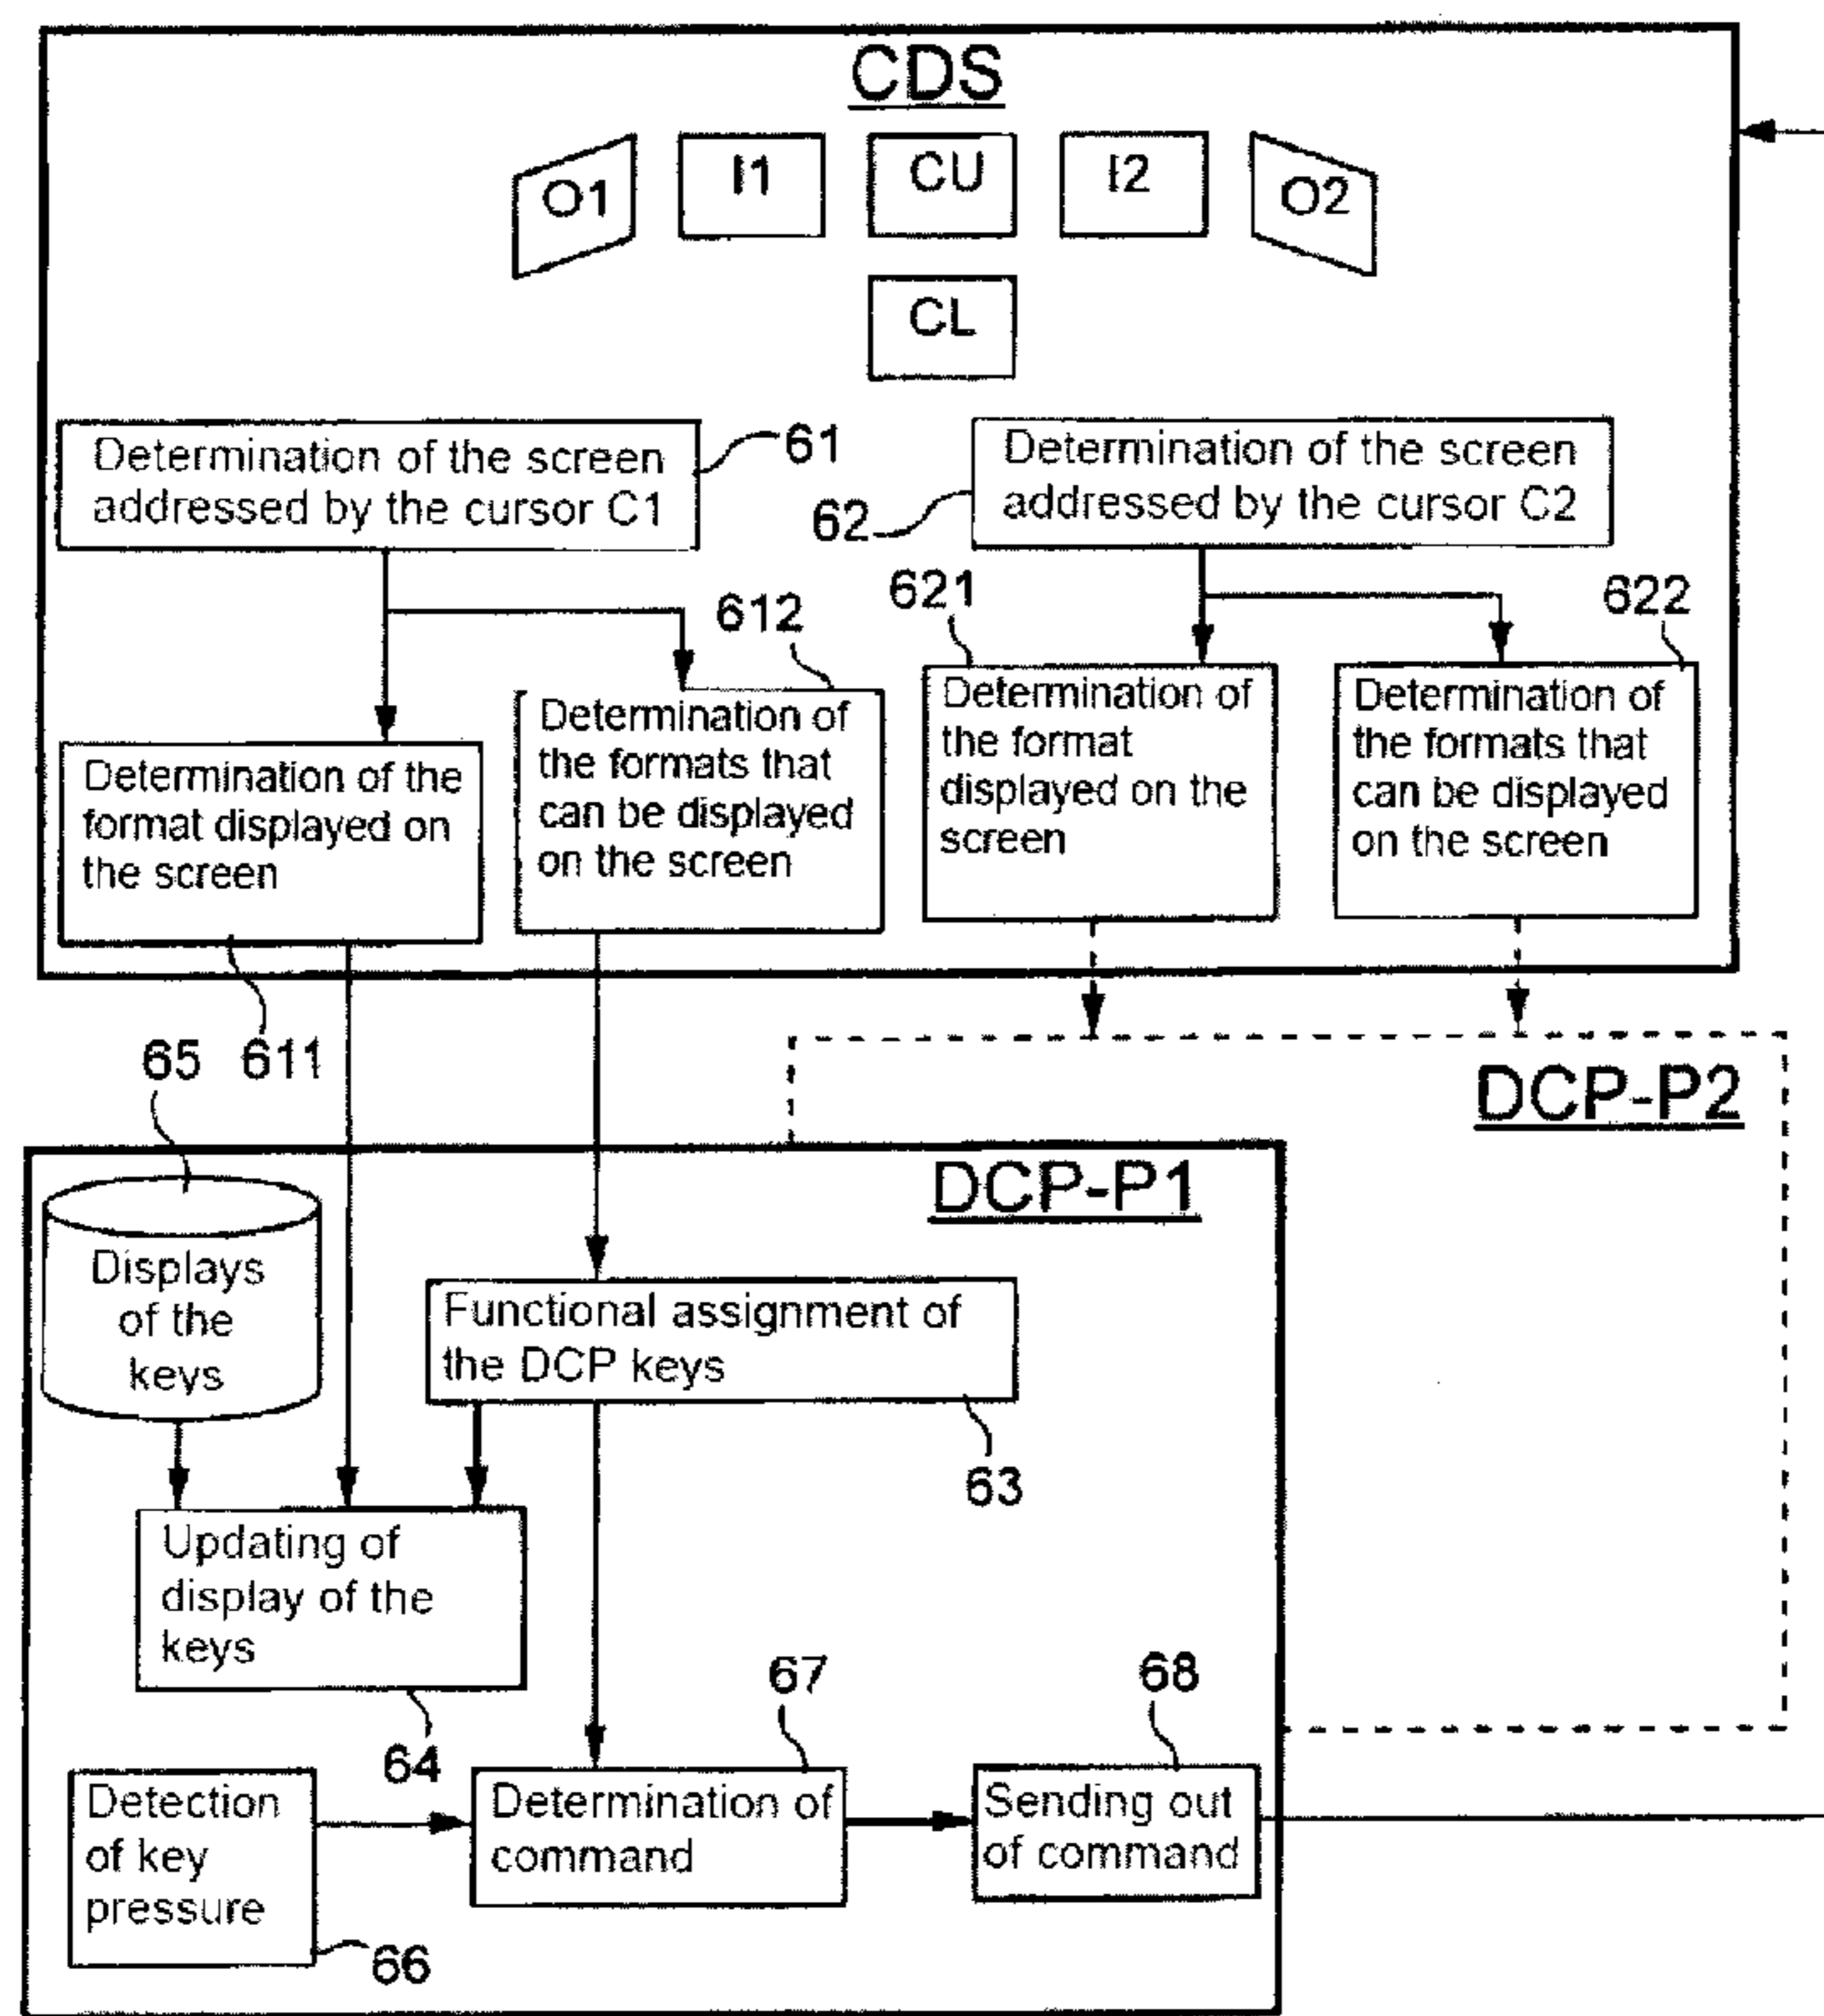 CDS
O1
I1
CU
I2
O2
CL
Determination of the screen
addressed by the cursor C1
61
Determination of the screen
addressed by the cursor C2
62
612
621
622
Determination of the
format displayed on
the screen
Determination of
the formats that
can be displayed
on the screen
Determination of
the format
displayed on the
screen
Determination of
the formats that
can be displayed
on the screen
65
611
DCP-P2
DCP-P1
Displays
of the
keys
Functional assignment of
the DCP keys
63
Updating of
display of the
keys
64
67
68
Detection
of key
pressure
66
Determination of
command
Sending out
of command